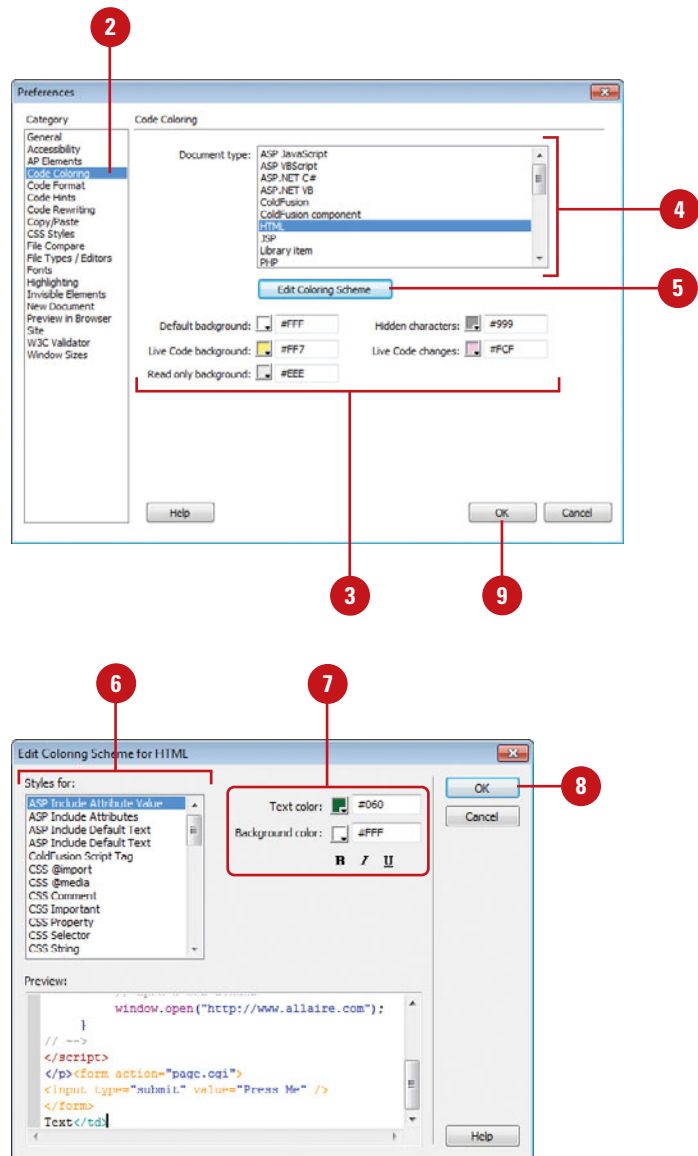 2
Preferences
Category
Code Coloring
General
Accessibility
AP Elements
Code Coloring
Code Format
Code Hints
Code Rewriting
Copy/Paste
CSS Styles
File Compare
File Types / Editors
Fonts
Highlighting
Invisible Elements
New Document
Preview in Browser
Site
W3C Validator
Window Sizes
Document type:
ASP JavaScript
ASP VBScript
ASP.NET C#
ASP.NET VB
ColdFusion
ColdFusion component
HTML
JSP
Library item
PHP
4
Edit Coloring Scheme
5
Default background: #FFF
Hidden characters: #999
Live Code background: #FF7
Live Code changes: #FCF
Read only background: #EEE
Help
OK
Cancel
3
9
6
7
Edit Coloring Scheme for HTML
Styles for:
ASP Include Attribute Value
ASP Include Attributes
ASP Include Default Text
ASP Include Default Text
ColdFusion Script Tag
CSS @import
CSS @media
CSS Comment
CSS Important
CSS Property
CSS Selector
CSS String
Text color: #060
Background color: #FFF
B I U
OK
8
Cancel
Preview:
window.open("http://www.allaire.com");
}
// -->
</script>
</p><form action="page.cgi">
<input type="submit" value="Press Me" />
</form>
Text</td>
Help